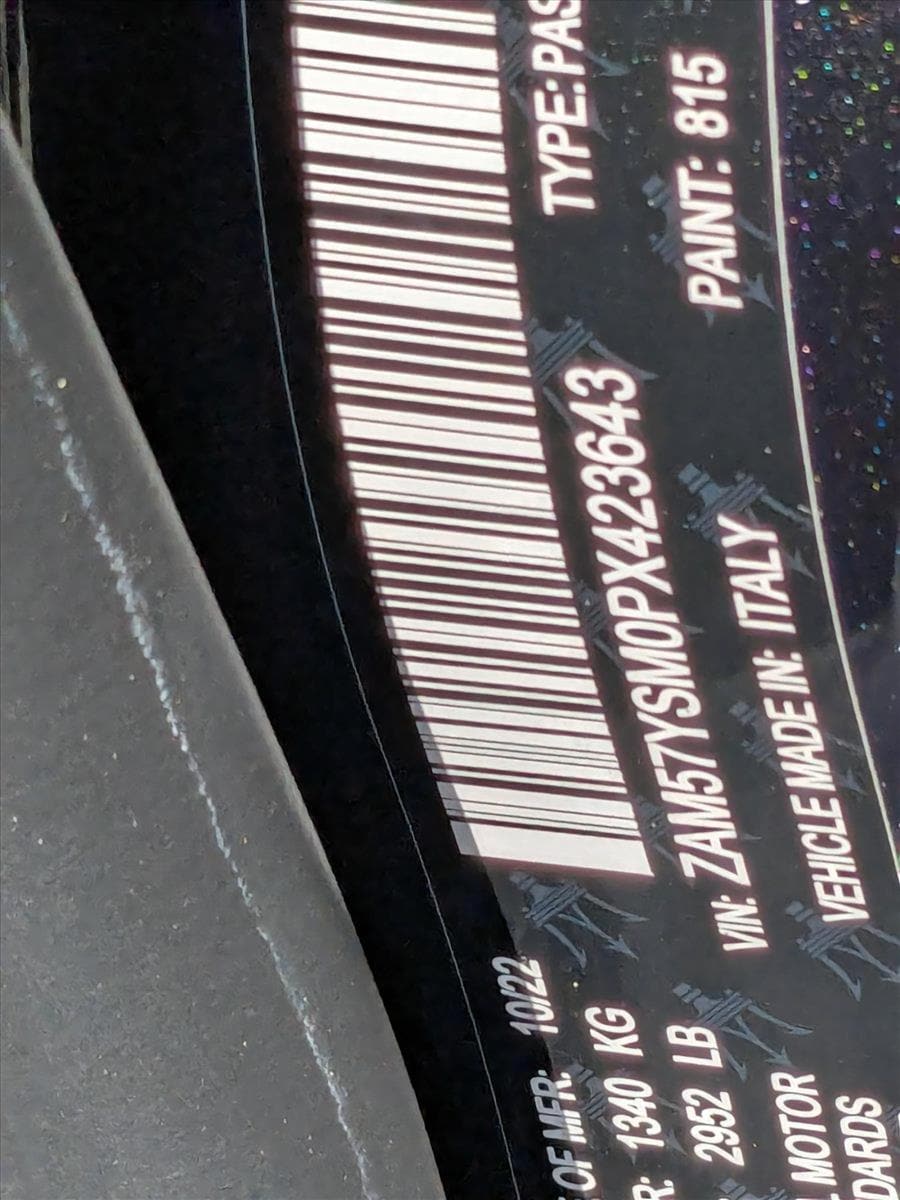 OF MFR: 10/22
R: 1340 KG
2952 LB
MOTOR
DARDS
VIN: ZAM57YSM0PX423643
TYPE: PAS
VEHICLE MADE IN: ITALY
PAINT: 815